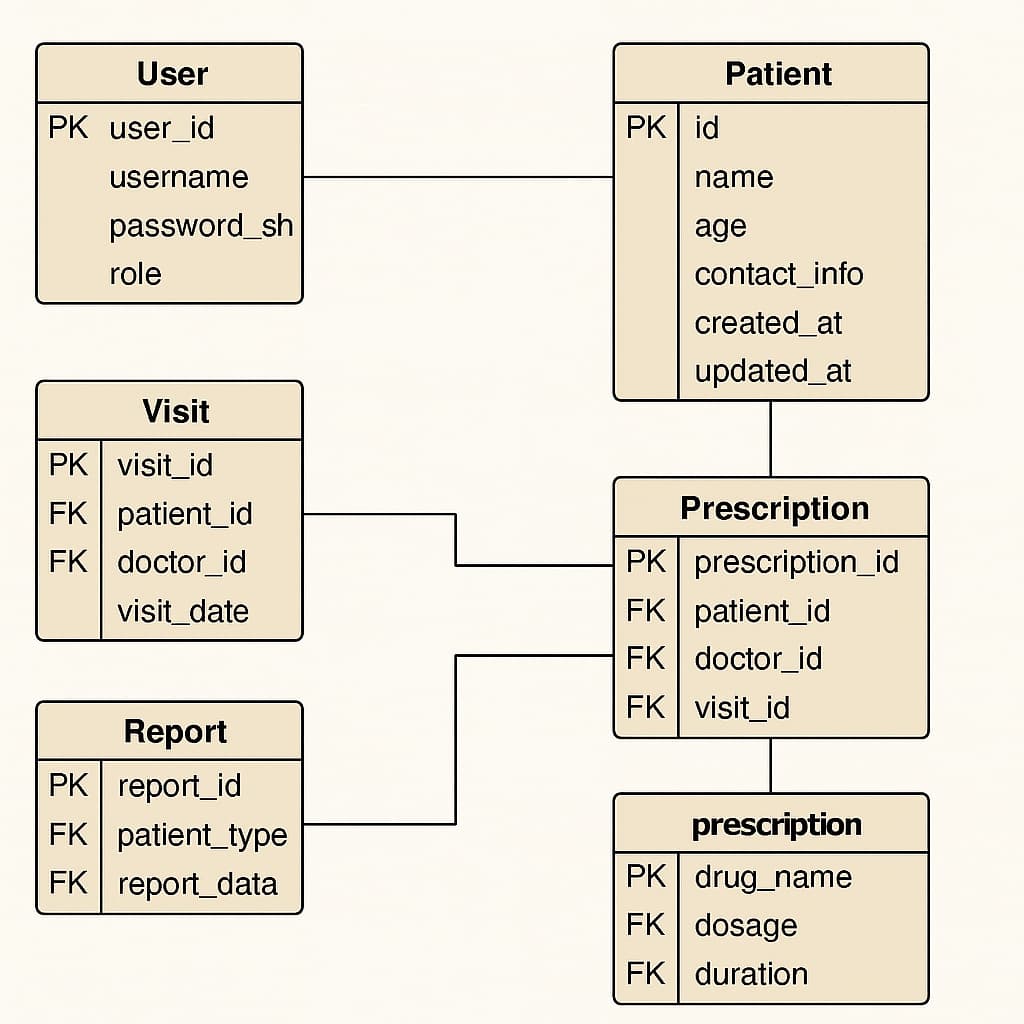 User
PK user_id
username
password_sh
role
Patient
PK id
name
age
contact_info
created_at
updated_at
Visit
PK visit_id
FK patient_id
FK doctor_id
visit_date
Prescription
PK prescription_id
FK patient_id
FK doctor_id
FK visit_id
Report
PK report_id
FK patient_type
FK report_data
prescription
PK drug_name
FK dosage
FK duration